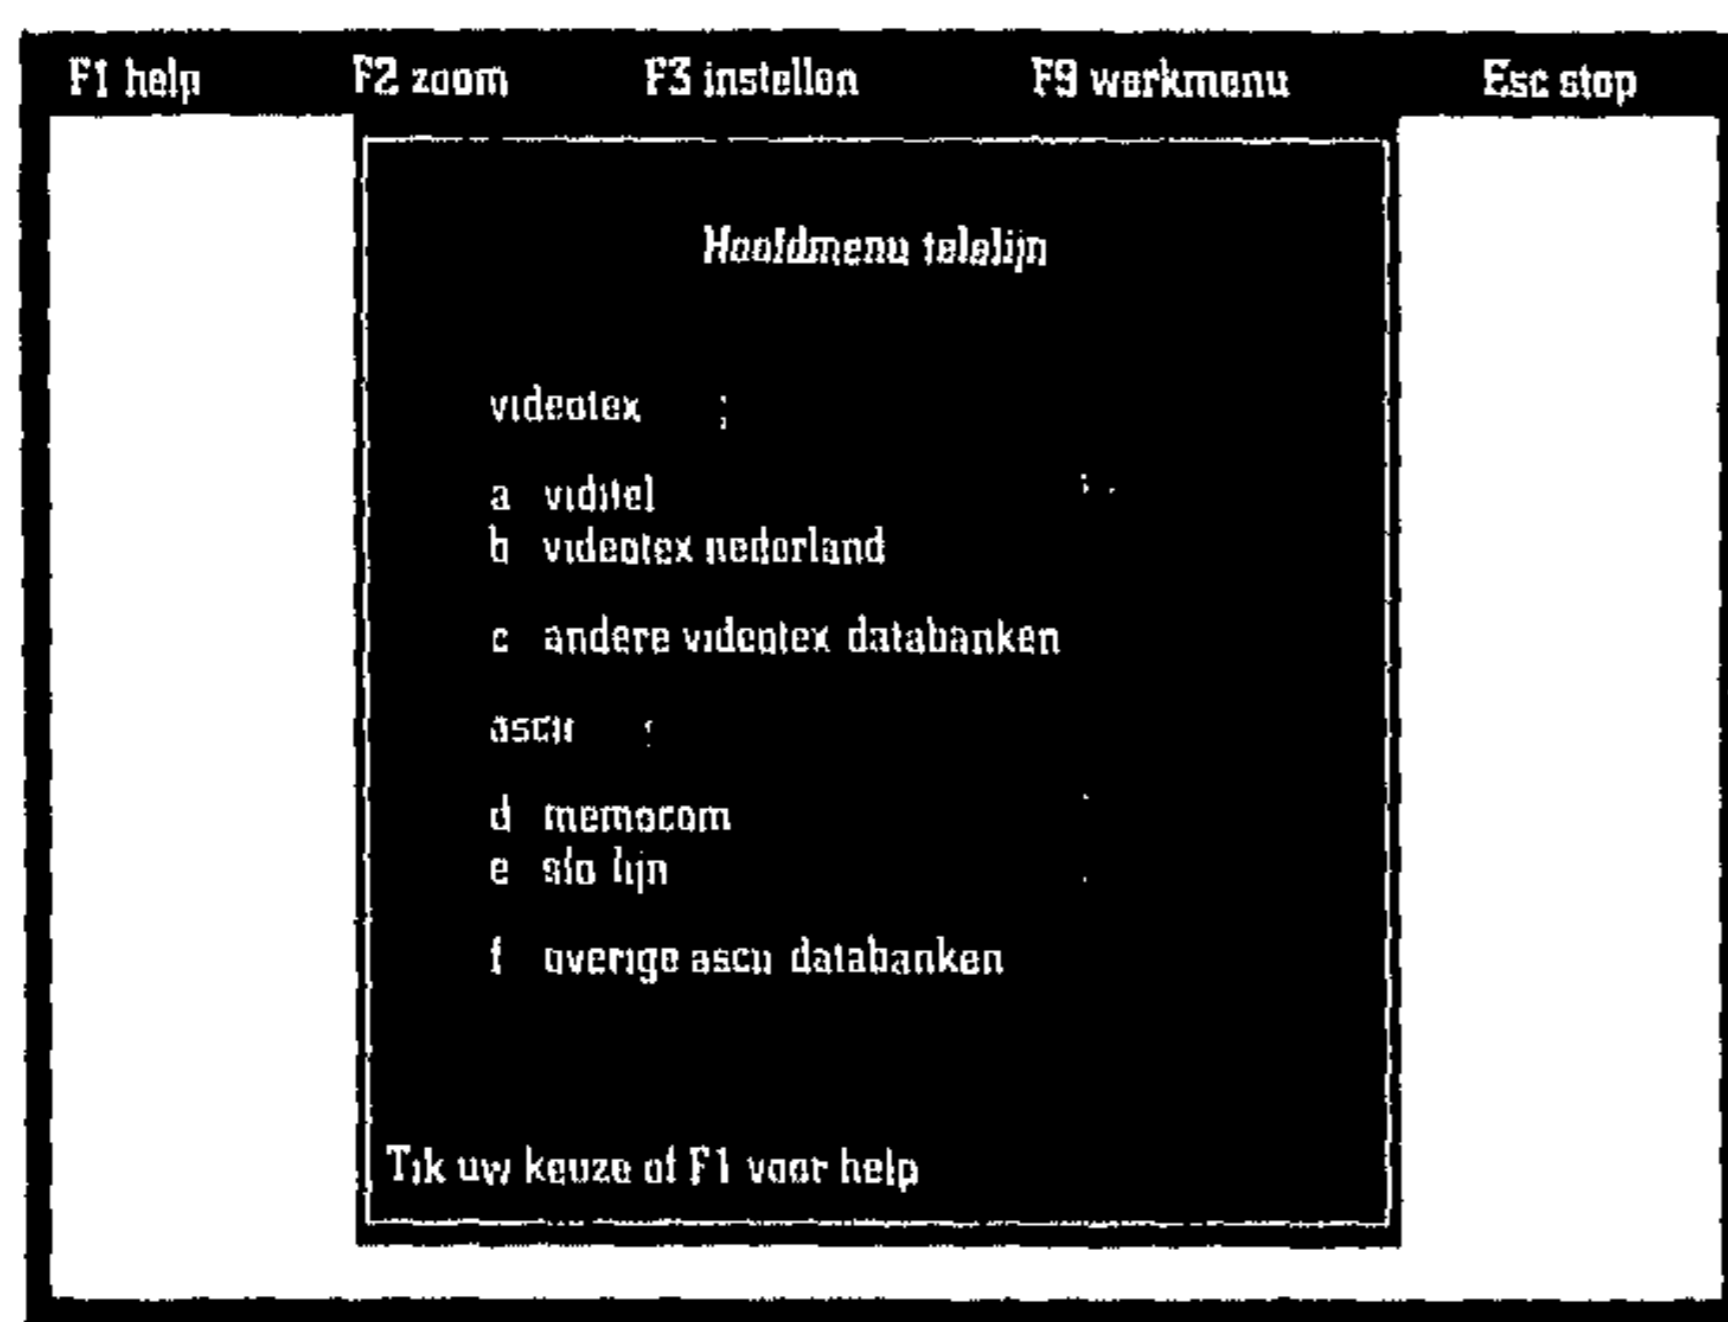 F1 help F2 zoom F3 instellen F9 werkmenu Esc stop
Hoofdmenu telelijn
videotex :
a viditel
b videotex nederland
c andere videotex databanken
ascii :
d memocom
e slo lijn
f overige ascii databanken
Tik uw keuze of F1 voor help